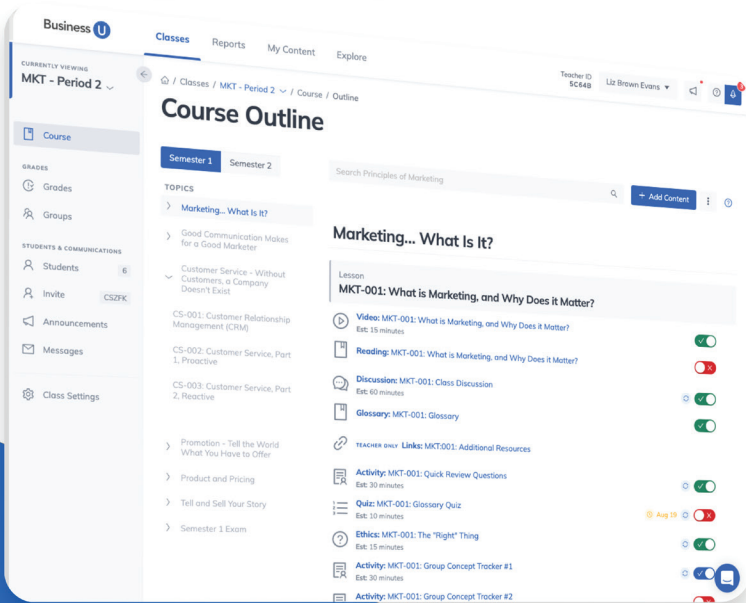 Business U
CURRENTLY VIEWING
MKT - Period 2
Course
GRADES
Grades
Groups
STUDENTS & COMMUNICATIONS
Students 6
Invite CSZFK
Announcements
Messages
Class Settings
Classes Reports My Content Explore
Teacher ID
5C64B
Liz Brown Evans
/ Classes / MKT - Period 2 / Course / Outline
Course Outline
Semester 1 Semester 2
Search Principles of Marketing
+ Add Content
TOPICS
Marketing... What Is It?
Good Communication Makes
for a Good Marketer
Customer Service - Without
Customers, a Company
Doesn't Exist
CS-001: Customer Relationship
Management (CRM)
CS-002: Customer Service, Part
1, Proactive
CS-003: Customer Service, Part
2, Reactive
Promotion - Tell the World
What You Have to Offer
Product and Pricing
Tell and Sell Your Story
Semester 1 Exam
Marketing... What Is It?
Lesson
MKT-001: What is Marketing, and Why Does it Matter?
Video: MKT-001: What is Marketing, and Why Does it Matter?
Est: 15 minutes
Reading: MKT-001: What is Marketing, and Why Does it Matter?
Discussion: MKT-001: Class Discussion
Est: 60 minutes
Glossary: MKT-001: Glossary
TEACHER ONLY Links: MKT:001: Additional Resources
Activity: MKT-001: Quick Review Questions
Est: 30 minutes
Quiz: MKT-001: Glossory Quiz
Est: 10 minutes
Aug 19
Ethics: MKT-001: The "Right" Thing
Est: 15 minutes
Activity: MKT-001: Group Concept Tracker #1
Est: 30 minutes
Activity: MKT-001: Group Concept Tracker #2